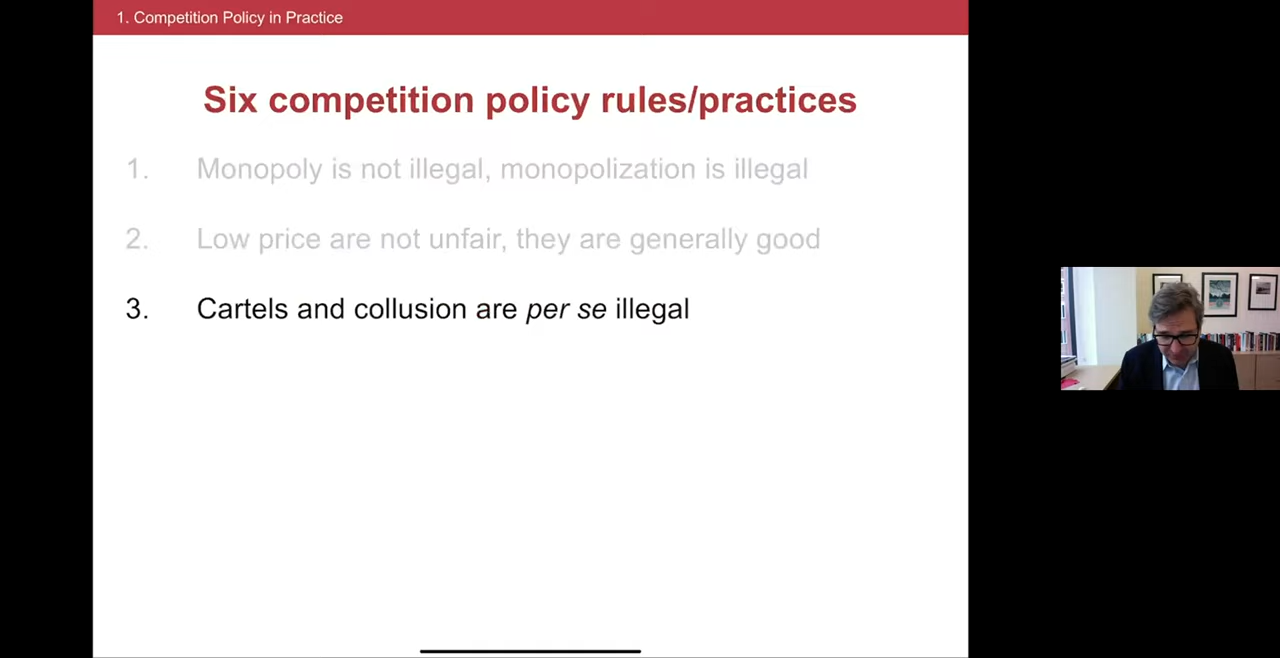 1. Competition Policy in Practice
Six competition policy rules/practices
1. Monopoly is not illegal, monopolization is illegal
2. Low price are not unfair, they are generally good
3. Cartels and collusion are per se illegal